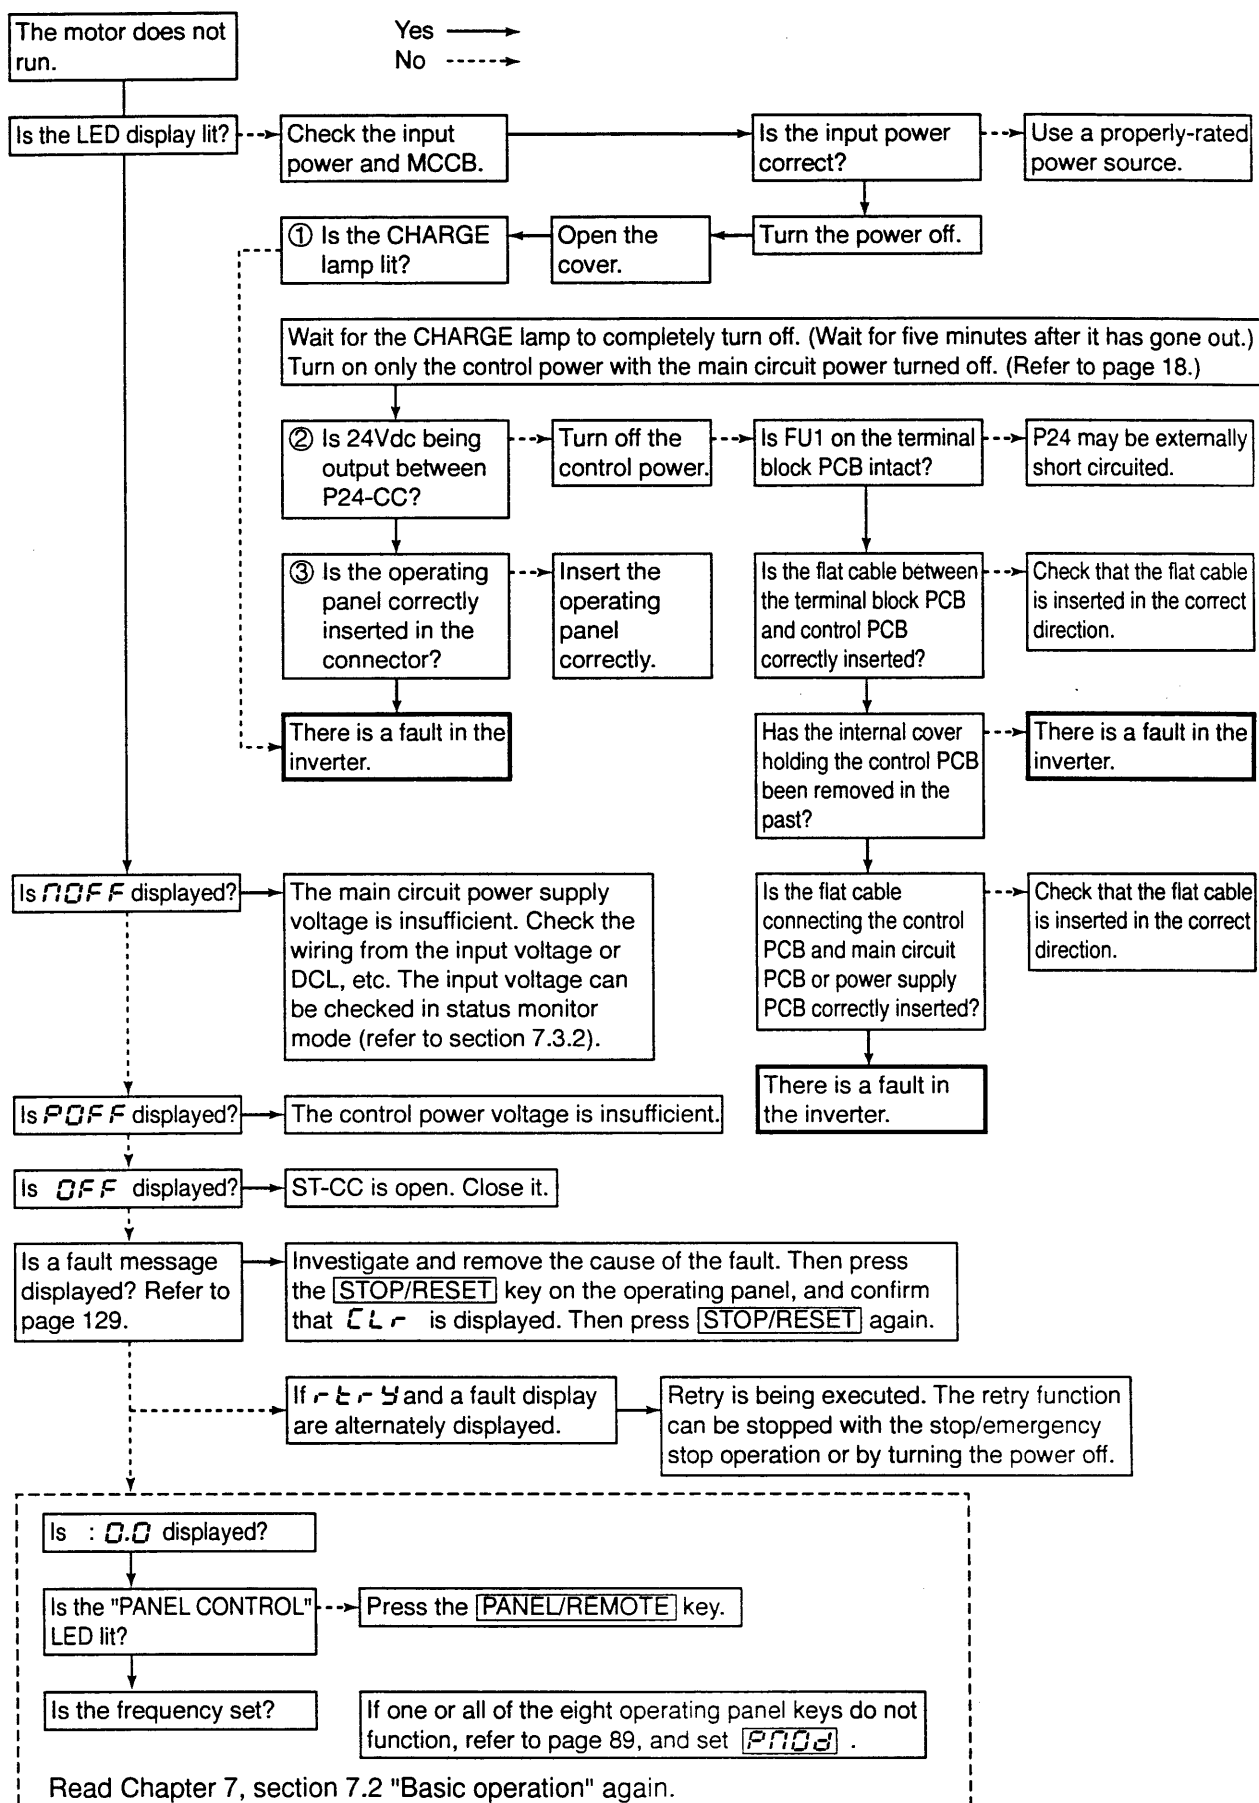 The motor does not
run.
Yes
No
Is the LED display lit?
Check the input
power and MCCB.
Is the input power
correct?
Use a properly-rated
power source.
① Is the CHARGE
lamp lit?
Open the
cover.
Turn the power off.
Wait for the CHARGE lamp to completely turn off. (Wait for five minutes after it has gone out.)
Turn on only the control power with the main circuit power turned off. (Refer to page 18.)
② Is 24Vdc being
output between
P24-CC?
Turn off the
control power.
Is FU1 on the terminal
block PCB intact?
P24 may be externally
short circuited.
③ Is the operating
panel correctly
inserted in the
connector?
Insert the
operating
panel
correctly.
Is the flat cable between
the terminal block PCB
and control PCB
correctly inserted?
Check that the flat cable
is inserted in the correct
direction.
There is a fault in the
inverter.
Has the internal cover
holding the control PCB
been removed in the
past?
There is a fault in the
inverter.
Is MOFF displayed?
The main circuit power supply
voltage is insufficient. Check the
wiring from the input voltage or
DCL, etc. The input voltage can
be checked in status monitor
mode (refer to section 7.3.2).
Is the flat cable
connecting the control
PCB and main circuit
PCB or power supply
PCB correctly inserted?
Check that the flat cable
is inserted in the correct
direction.
There is a fault in
the inverter.
Is POFF displayed?
The control power voltage is insufficient.
Is OFF displayed?
ST-CC is open. Close it.
Is a fault message
displayed? Refer to
page 129.
Investigate and remove the cause of the fault. Then press
the STOP/RESET key on the operating panel, and confirm
that CLr is displayed. Then press STOP/RESET again.
If rtry and a fault display
are alternately displayed.
Retry is being executed. The retry function
can be stopped with the stop/emergency
stop operation or by turning the power off.
Is : 0.0 displayed?
Is the "PANEL CONTROL"
LED lit?
Press the PANEL/REMOTE key.
Is the frequency set?
If one or all of the eight operating panel keys do not
function, refer to page 89, and set PMOd .
Read Chapter 7, section 7.2 "Basic operation" again.